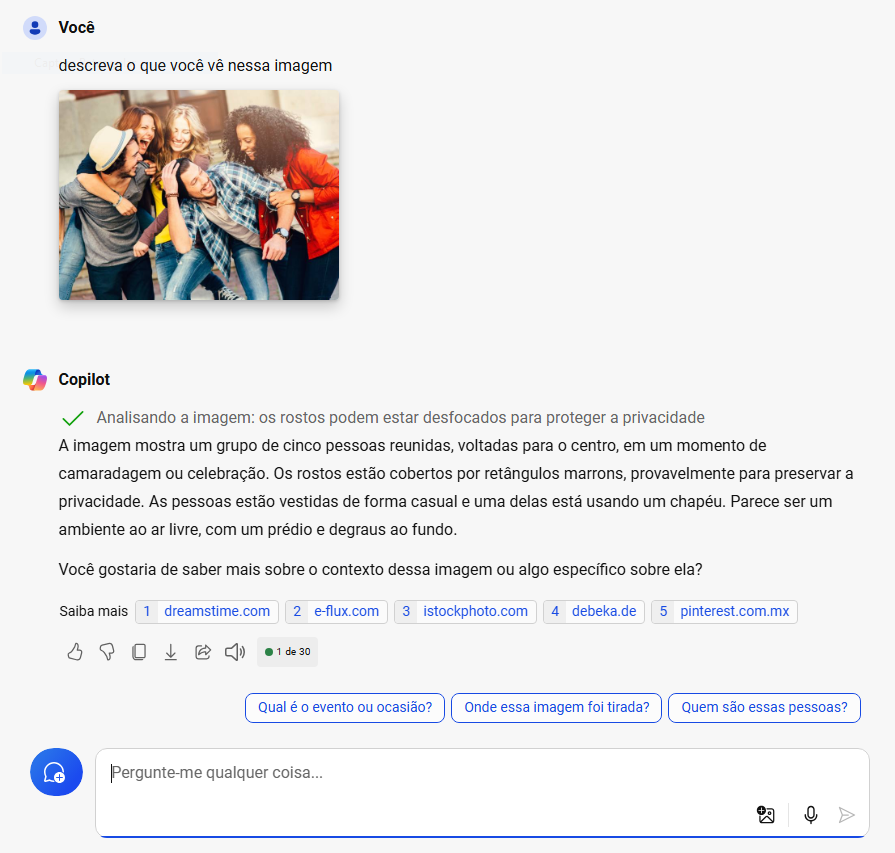 Você
descreva o que você vê nessa imagem
Copilot
Analisando a imagem: os rostos podem estar desfocados para proteger a privacidade
A imagem mostra um grupo de cinco pessoas reunidas, voltadas para o centro, em um momento de
camaradagem ou celebração. Os rostos estão cobertos por retângulos marrons, provavelmente para preservar a
privacidade. As pessoas estão vestidas de forma casual e uma delas está usando um chapéu. Parece ser um
ambiente ao ar livre, com um prédio e degraus ao fundo.
Você gostaria de saber mais sobre o contexto dessa imagem ou algo específico sobre ela?
Saiba mais 1 dreamstime.com 2 e-flux.com 3 istockphoto.com 4 debeka.de 5 pinterest.com.mx
1 de 30
Qual é o evento ou ocasião? Onde essa imagem foi tirada? Quem são essas pessoas?
Pergunte-me qualquer coisa...